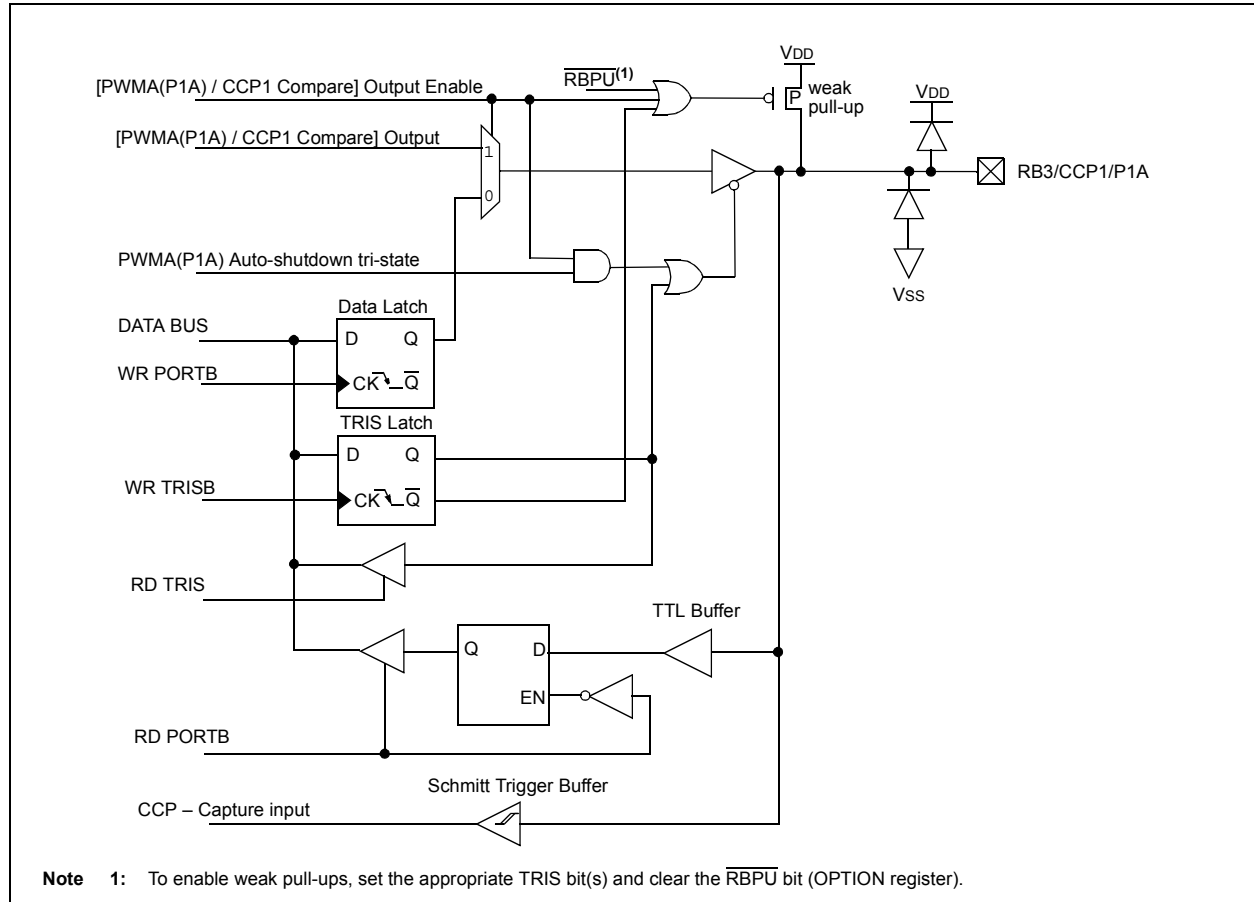 VDD
[PWMA(P1A) / CCP1 Compare] Output Enable
RBPU(1)
P
weak
pull-up
VDD
[PWMA(P1A) / CCP1 Compare] Output
1
0
RB3/CCP1/P1A
PWMA(P1A) Auto-shutdown tri-state
VSS
Data Latch
DATA BUS
D Q
WR PORTB
CK Q
TRIS Latch
D Q
WR TRISB
CK Q
RD TRIS
TTL Buffer
Q D
EN
RD PORTB
Schmitt Trigger Buffer
CCP – Capture input
Note 1: To enable weak pull-ups, set the appropriate TRIS bit(s) and clear the RBPU bit (OPTION register).